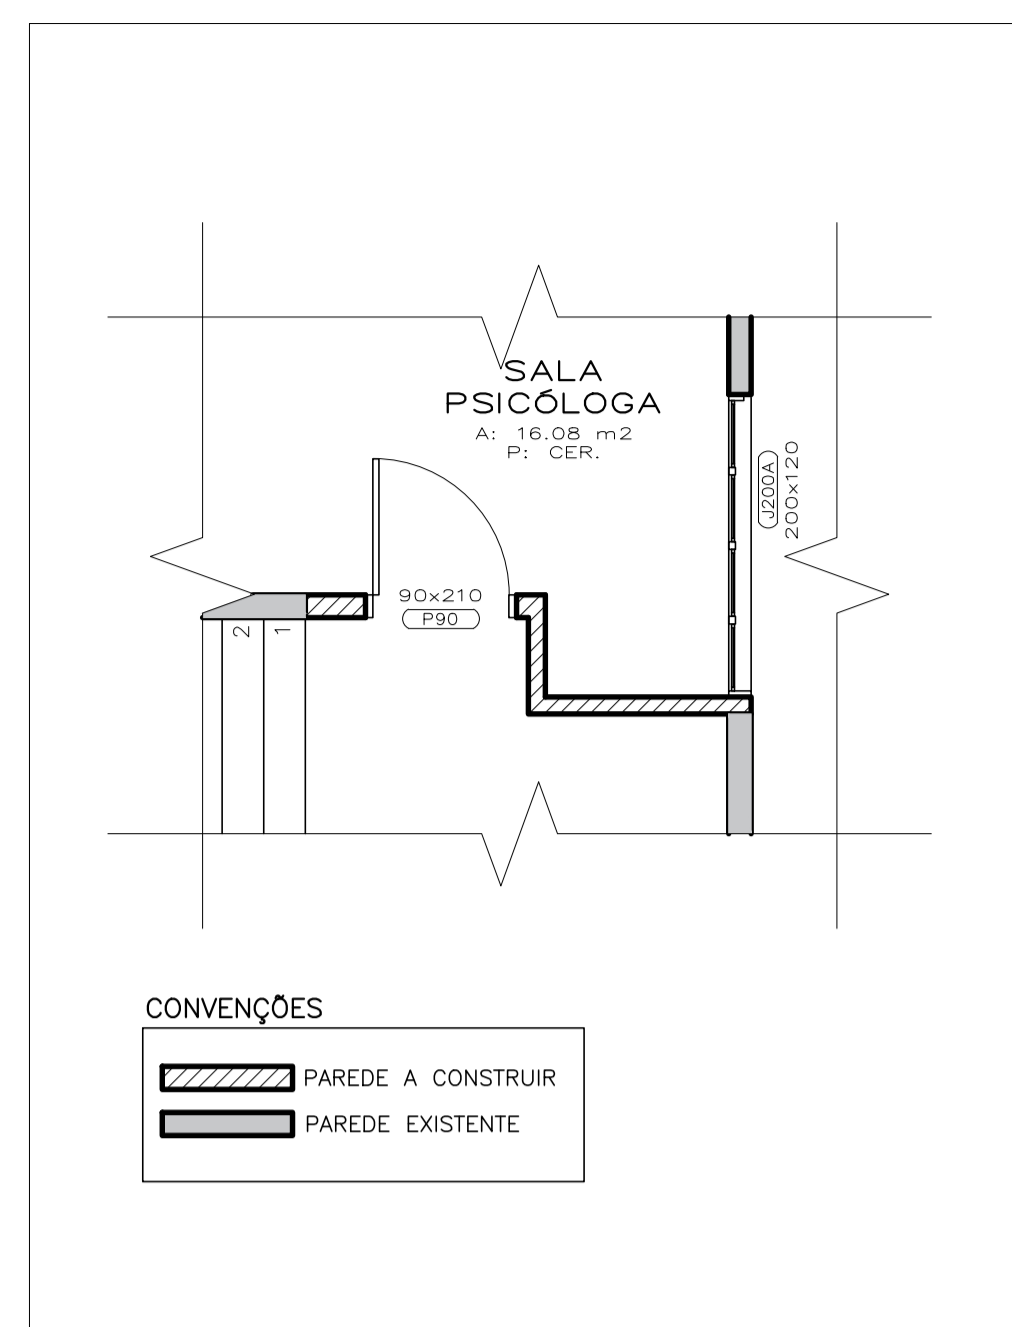 SALA
PSICÓLOGA
A: 16.08 m2
P: CER.
J200A
200x120
90x210
P90
2
1
CONVENÇÕES
PAREDE A CONSTRUIR
PAREDE EXISTENTE